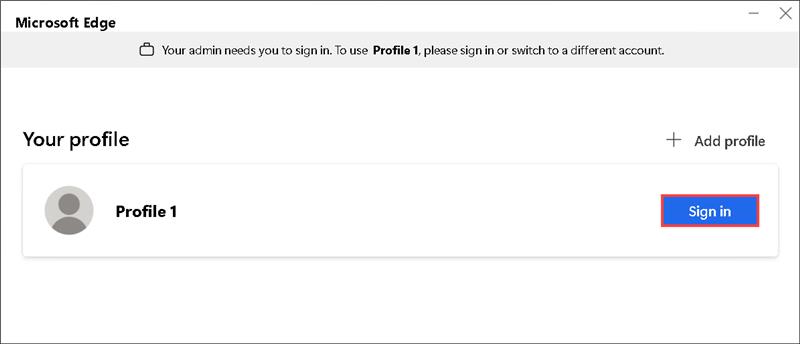 Microsoft Edge
Your admin needs you to sign in. To use Profile 1, please sign in or switch to a different account.
Your profile
Add profile
Profile 1
Sign in